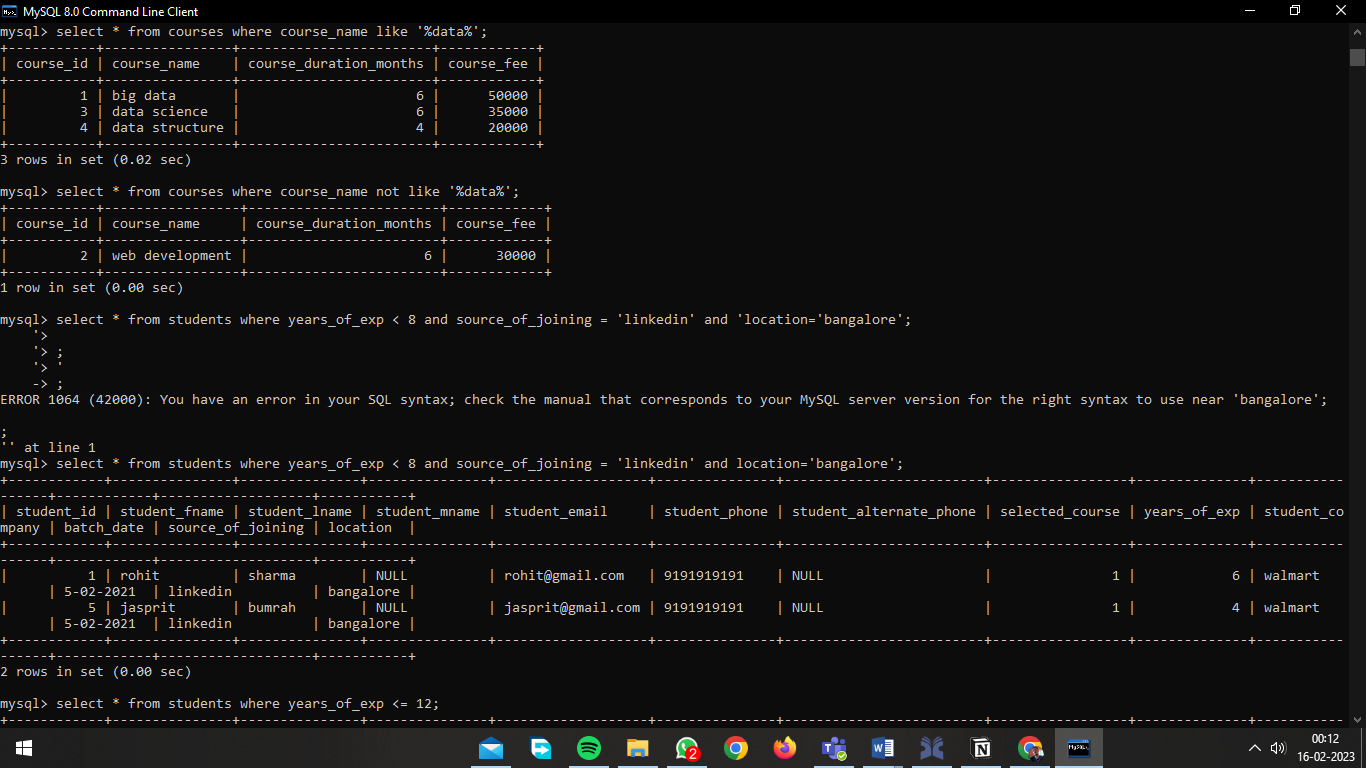 MySQL 8.0 Command Line Client
mysql> select * from courses where course_name like '%data%';
+-----------+----------------+------------------------+------------+
| course_id | course_name    | course_duration_months | course_fee |
+-----------+----------------+------------------------+------------+
|         1 | big data       |                      6 |      50000 |
|         3 | data science   |                      6 |      35000 |
|         4 | data structure |                      4 |      20000 |
+-----------+----------------+------------------------+------------+
3 rows in set (0.02 sec)
mysql> select * from courses where course_name not like '%data%';
+-----------+-----------------+------------------------+------------+
| course_id | course_name     | course_duration_months | course_fee |
+-----------+-----------------+------------------------+------------+
|         2 | web development |                      6 |      30000 |
+-----------+-----------------+------------------------+------------+
1 row in set (0.00 sec)
mysql> select * from students where years_of_exp < 8 and source_of_joining = 'linkedin' and 'location='bangalore';
    '>
    '> ;
    '> '
    -> ;
ERROR 1064 (42000): You have an error in your SQL syntax; check the manual that corresponds to your MySQL server version for the right syntax to use near 'bangalore';
;
'' at line 1
mysql> select * from students where years_of_exp < 8 and source_of_joining = 'linkedin' and location='bangalore';
+------------+---------------+---------------+---------------+-------------------+---------------+-------------------------+-----------------+--------------+-----------
------+------------+-------------------+-----------+
| student_id | student_fname | student_lname | student_mname | student_email     | student_phone | student_alternate_phone | selected_course | years_of_exp | student_co
mpany | batch_date | source_of_joining | location  |
+------------+---------------+---------------+---------------+-------------------+---------------+-------------------------+-----------------+--------------+-----------
------+------------+-------------------+-----------+
|          1 | rohit         | sharma        | NULL          | rohit@gmail.com   | 9191919191    | NULL                    |               1 |            6 | walmart
      | 5-02-2021  | linkedin          | bangalore |
|          5 | jasprit       | bumrah        | NULL          | jasprit@gmail.com | 9191919191    | NULL                    |               1 |            4 | walmart
      | 5-02-2021  | linkedin          | bangalore |
+------------+---------------+---------------+---------------+-------------------+---------------+-------------------------+-----------------+--------------+-----------
------+------------+-------------------+-----------+
2 rows in set (0.00 sec)
mysql> select * from students where years_of_exp <= 12;
+------------+---------------+---------------+---------------+-------------------+---------------+-------------------------+-----------------+--------------+-----------
2
MySQL
00:12
16-02-2023